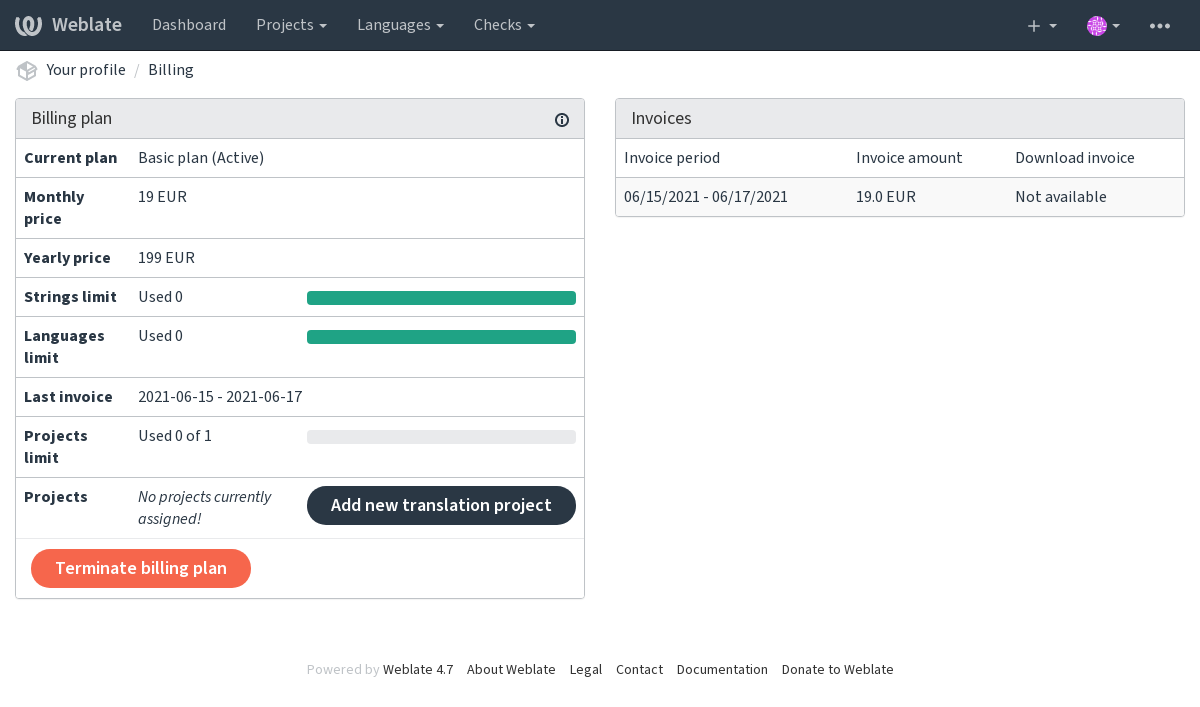 Weblate Dashboard Projects Languages Checks
Your profile / Billing
Billing plan
Current plan Basic plan (Active)
Monthly price 19 EUR
Yearly price 199 EUR
Strings limit Used 0
Languages limit Used 0
Last invoice 2021-06-15 - 2021-06-17
Projects limit Used 0 of 1
Projects No projects currently assigned! Add new translation project
Terminate billing plan
Invoices
Invoice period Invoice amount Download invoice
06/15/2021 - 06/17/2021 19.0 EUR Not available
Powered by Weblate 4.7 About Weblate Legal Contact Documentation Donate to Weblate